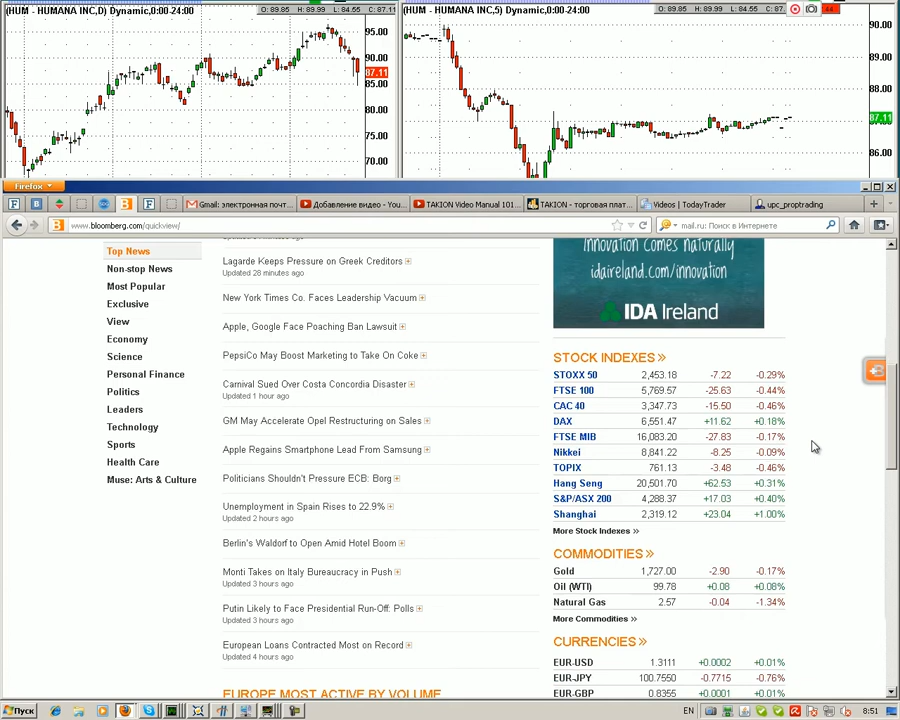 (HUM - HUMANA INC,D) Dynamic,0:00-24:00
O: 89.85 H: 89.99 L: 84.55 C: 87.11
95.00
90.00
87.11
85.00
80.00
75.00
70.00
(HUM - HUMANA INC,5) Dynamic,0:00-24:00
O: 89.85 H: 89.99 L: 84.55 C: 87.
44
90.00
89.00
88.00
87.11
86.00
Firefox
Gmail: электронная почт...
Добавление видео - You...
TAKION Video Manual 101...
TAKION - торговая плат...
Videos | TodayTrader
upc_proptrading
www.bloomberg.com/quickview/
mail.ru: Поиск в Интернете
Top News
Non-stop News
Most Popular
Exclusive
View
Economy
Science
Personal Finance
Politics
Leaders
Technology
Sports
Health Care
Muse: Arts & Culture
Lagarde Keeps Pressure on Greek Creditors
Updated 28 minutes ago
New York Times Co. Faces Leadership Vacuum
Apple, Google Face Poaching Ban Lawsuit
PepsiCo May Boost Marketing to Take On Coke
Carnival Sued Over Costa Concordia Disaster
Updated 1 hour ago
GM May Accelerate Opel Restructuring on Sales
Apple Regains Smartphone Lead From Samsung
Politicians Shouldn't Pressure ECB: Borg
Unemployment in Spain Rises to 22.9%
Updated 2 hours ago
Berlin's Waldorf to Open Amid Hotel Boom
Monti Takes on Italy Bureaucracy in Push
Updated 3 hours ago
Putin Likely to Face Presidential Run-Off: Polls
Updated 3 hours ago
European Loans Contracted Most on Record
Updated 4 hours ago
EUROPE MOST ACTIVE BY VOLUME
Innovation comes naturally
idaireland.com/innovation
IDA Ireland
STOCK INDEXES »
STOXX 50 2,453.18 -7.22 -0.29%
FTSE 100 5,769.57 -25.63 -0.44%
CAC 40 3,347.73 -15.50 -0.46%
DAX 6,551.47 +11.62 +0.18%
FTSE MIB 16,083.20 -27.83 -0.17%
Nikkei 8,841.22 -8.25 -0.09%
TOPIX 761.13 -3.48 -0.46%
Hang Seng 20,501.70 +62.53 +0.31%
S&P/ASX 200 4,288.37 +17.03 +0.40%
Shanghai 2,319.12 +23.04 +1.00%
More Stock Indexes »
COMMODITIES »
Gold 1,727.00 -2.90 -0.17%
Oil (WTI) 99.78 +0.08 +0.08%
Natural Gas 2.57 -0.04 -1.34%
More Commodities »
CURRENCIES »
EUR-USD 1.3111 +0.0002 +0.01%
EUR-JPY 100.7550 -0.7715 -0.76%
EUR-GBP 0.8355 +0.0001 +0.01%
Пуск
EN
8:51